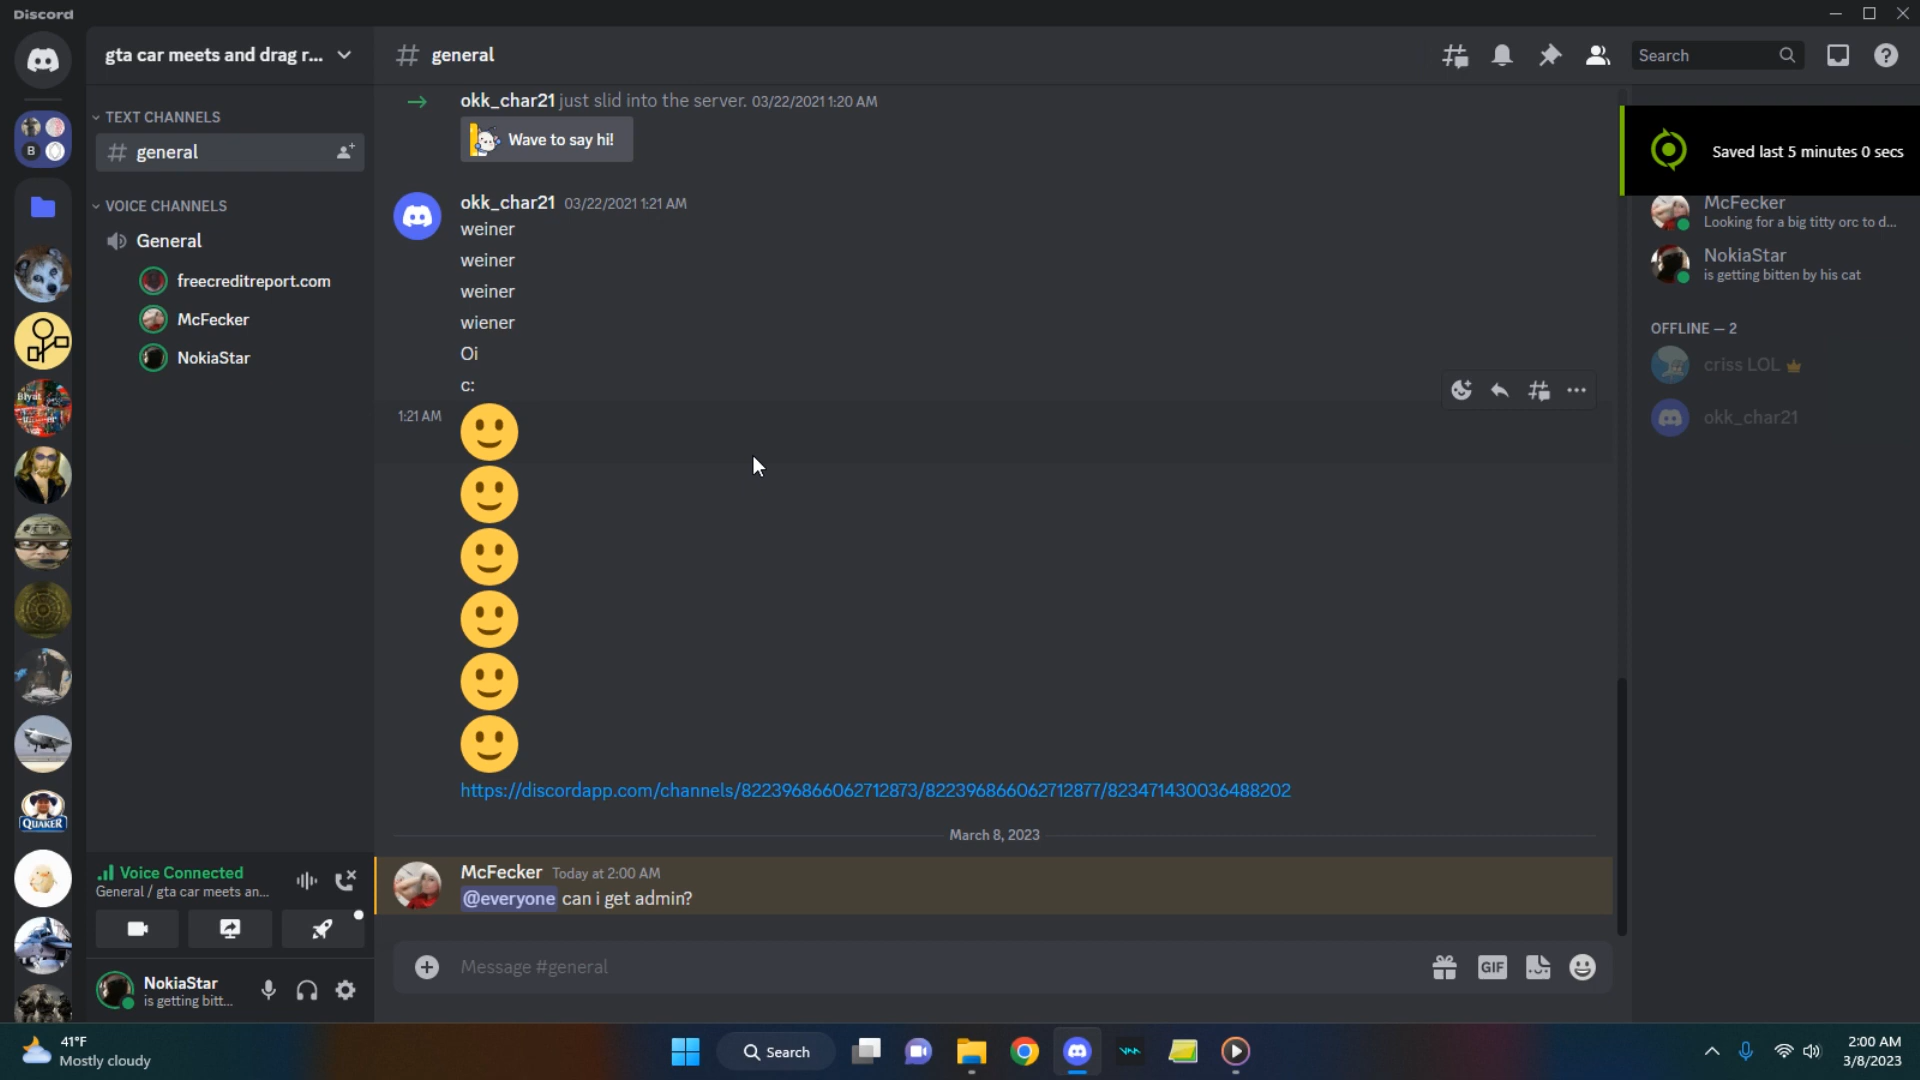 Discord
gta car meets and drag r...
general
Search
TEXT CHANNELS
general
VOICE CHANNELS
General
freecreditreport.com
McFecker
NokiaStar
okk_char21 just slid into the server. 03/22/2021 1:20 AM
Wave to say hi!
okk_char21 03/22/2021 1:21 AM
weiner
weiner
weiner
wiener
Oi
c:
1:21 AM
https://discordapp.com/channels/822396866062712873/822396866062712877/823471430036488202
March 8, 2023
McFecker Today at 2:00 AM
@everyone can i get admin?
Message #general
GIF
Saved last 5 minutes 0 secs
McFecker
Looking for a big titty orc to d...
NokiaStar
is getting bitten by his cat
OFFLINE — 2
criss LOL
okk_char21
B
Blyat
QUAKER
Voice Connected
General / gta car meets an...
NokiaStar
is getting bitt...
41°F
Mostly cloudy
Search
2:00 AM
3/8/2023